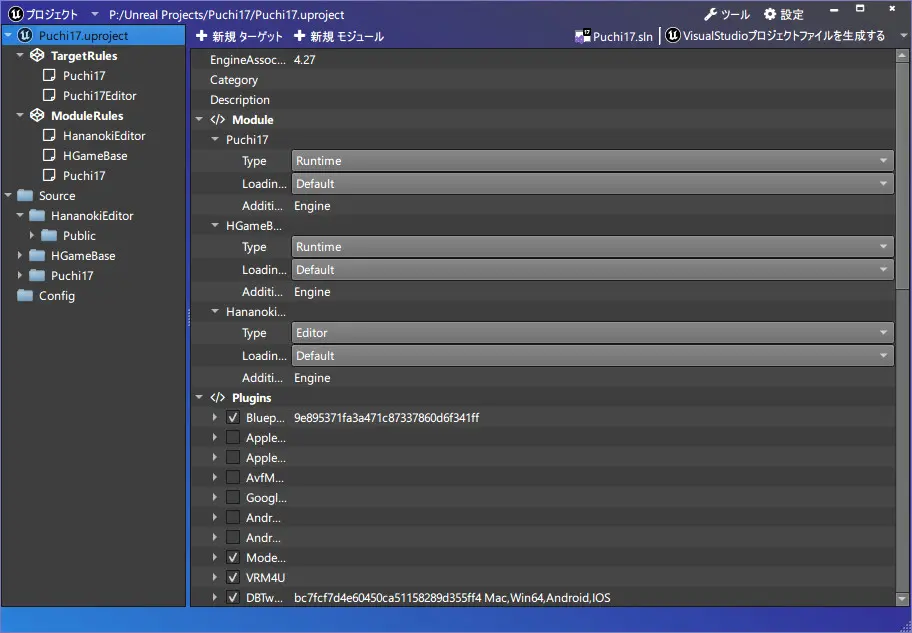 プロジェクト P:/Unreal Projects/Puchi17/Puchi17.uproject ツール 設定
Puchi17.uproject
新規 ターゲット 新規 モジュール Puchi17.sln VisualStudioプロジェクトファイルを生成する
TargetRules
Puchi17
Puchi17Editor
ModuleRules
HananokiEditor
HGameBase
Puchi17
Source
HananokiEditor
Public
HGameBase
Puchi17
Config
EngineAssoc... 4.27
Category
Description
</> Module
Puchi17
Type Runtime
Loadin... Default
Additi... Engine
HGameB...
Type Runtime
Loadin... Default
Additi... Engine
Hananoki...
Type Editor
Loadin... Default
Additi... Engine
</> Plugins
Bluep... 9e895371fa3a471c87337860d6f341ff
Apple...
Apple...
AvfM...
Googl...
Andr...
Andr...
Mode...
VRM4U
DBTw... bc7fcf7d4e60450ca51158289d355ff4 Mac,Win64,Android,IOS